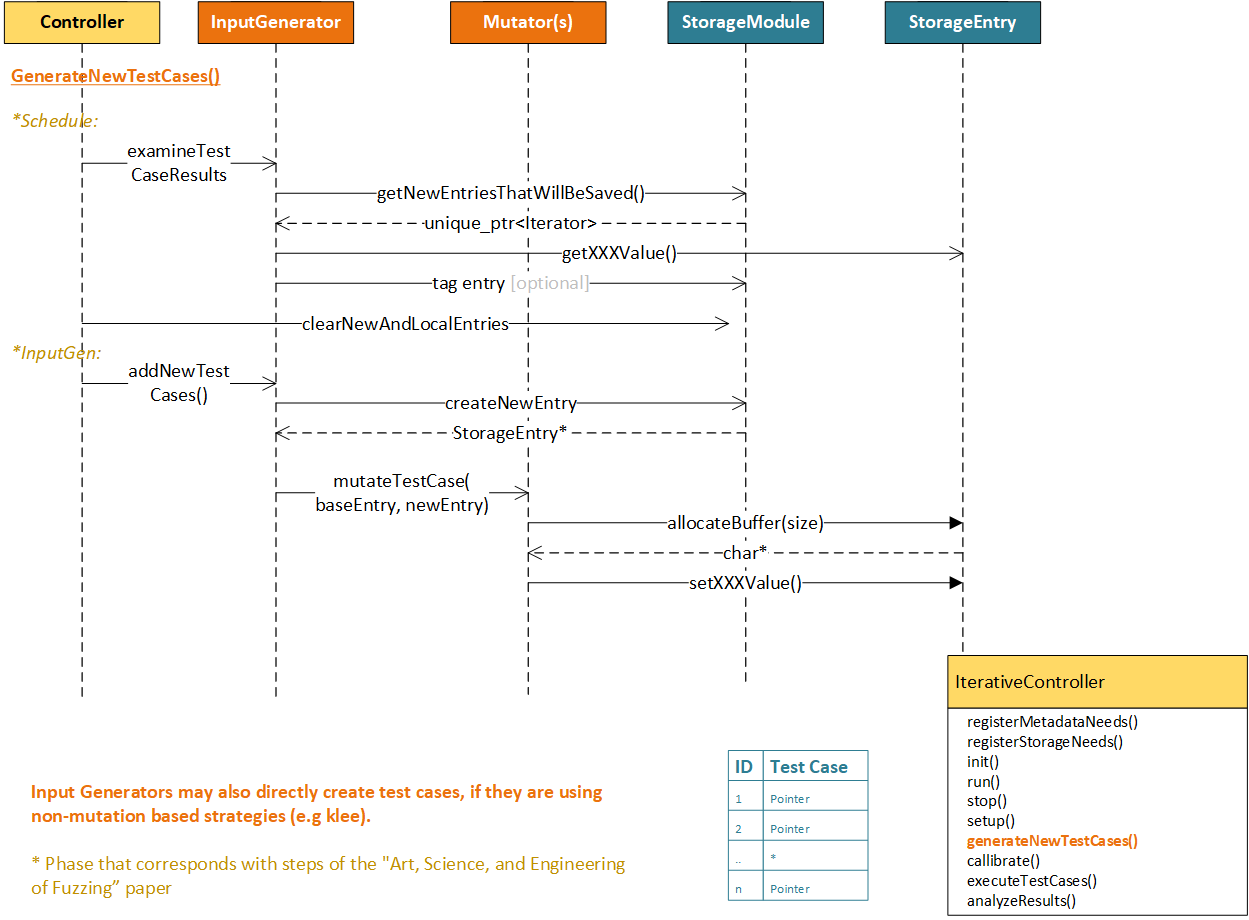 Controller
InputGenerator
Mutator(s)
StorageModule
StorageEntry
GenerateNewTestCases()
*Schedule:
examineTest
CaseResults
getNewEntriesThatWillBeSaved()
unique_ptr<Iterator>
getXXXValue()
tag entry [optional]
clearNewAndLocalEntries
*InputGen:
addNewTest
Cases()
createNewEntry
StorageEntry*
mutateTestCase(
baseEntry, newEntry)
allocateBuffer(size)
char*
setXXXValue()
IterativeController
registerMetadataNeeds()
registerStorageNeeds()
init()
run()
stop()
setup()
generateNewTestCases()
callibrate()
executeTestCases()
analyzeResults()
ID Test Case
1 Pointer
2 Pointer
.. *
n Pointer
Input Generators may also directly create test cases, if they are using
non-mutation based strategies (e.g klee).
* Phase that corresponds with steps of the "Art, Science, and Engineering
of Fuzzing” paper